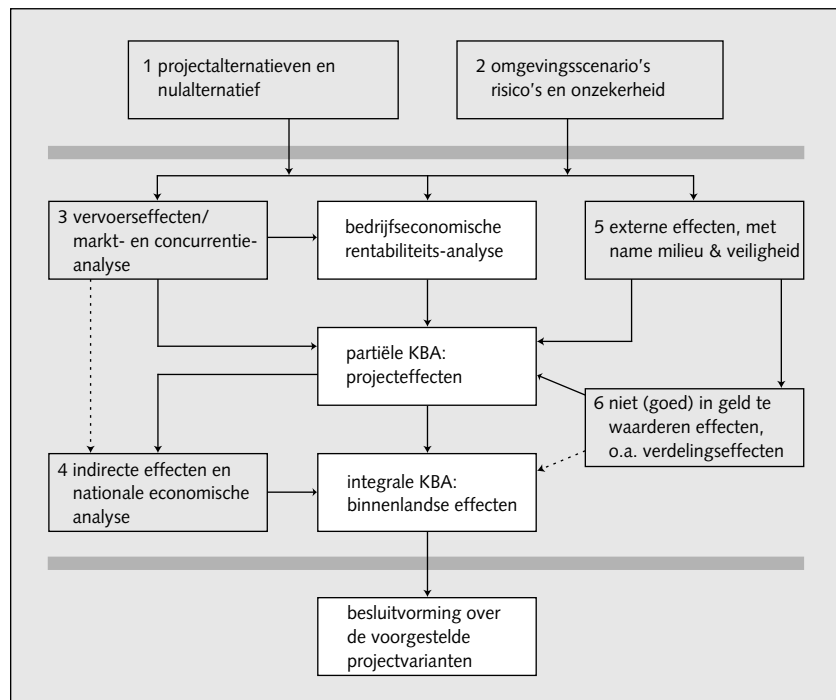 1 projectalternatieven en
nulalternatief
2 omgevingsscenario's
risico's en onzekerheid
3 vervoerseffecten/
markt- en concurrentie-
analyse
bedrijfseconomische
rentabiliteits-analyse
5 externe effecten, met
name milieu & veiligheid
partiële KBA:
projecteffecten
6 niet (goed) in geld te
waarderen effecten,
o.a. verdelingseffecten
4 indirecte effecten en
nationale economische
analyse
integrale KBA:
binnenlandse effecten
besluitvorming over
de voorgestelde
projectvarianten